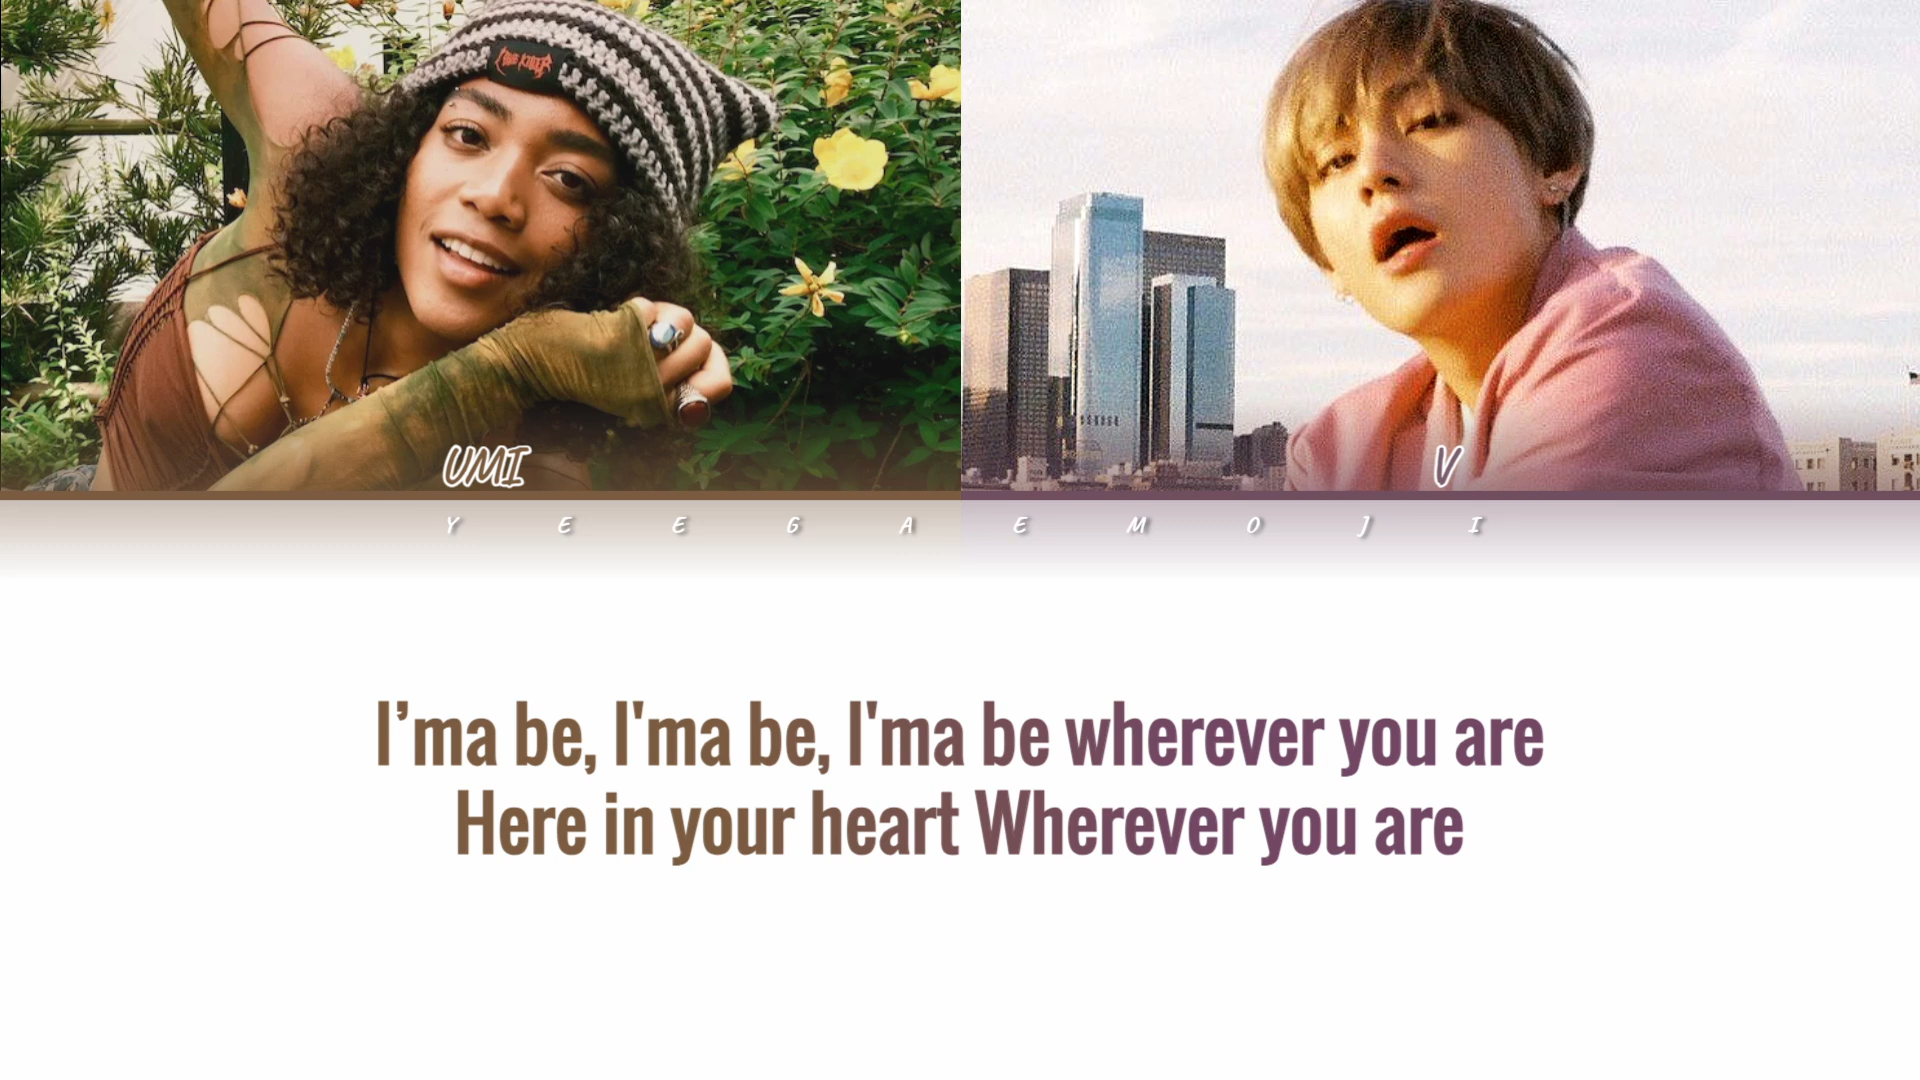 UMI
V
Y E E G A E M O J I
I’ma be, I'ma be, I'ma be wherever you are
Here in your heart Wherever you are